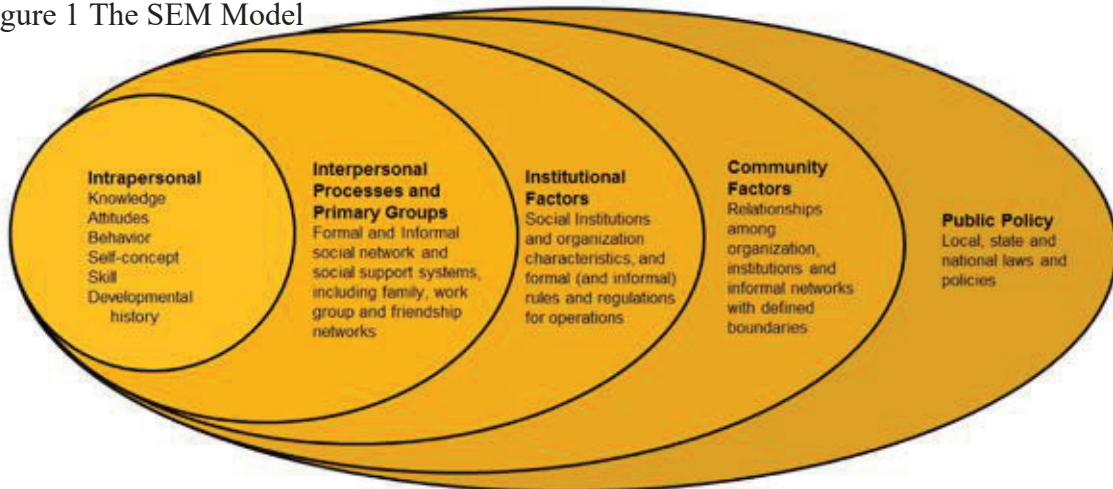 gure 1 The SEM Model
Intrapersonal
Knowledge
Attitudes
Behavior
Self-concept
Skill
Developmental
history
Interpersonal
Processes and
Primary Groups
Formal and Informal
social network and
social support systems,
including family, work
group and friendship
networks
Institutional
Factors
Social Institutions
and organization
characteristics, and
formal (and informal)
rules and regulations
for operations
Community
Factors
Relationships
among
organization,
institutions and
informal networks
with defined
boundaries
Public Policy
Local, state and
national laws and
policies